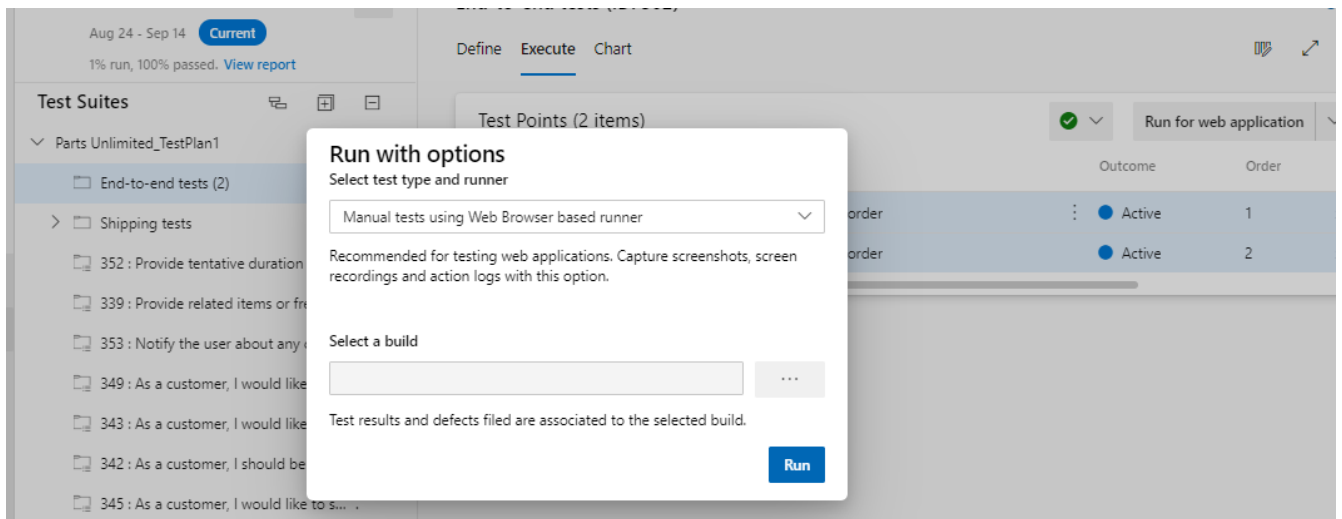 Aug 24 - Sep 14 Current
1% run, 100% passed. View report
Define Execute Chart
Test Suites
Test Points (2 items)
Run for web application
Parts Unlimited_TestPlan1
Outcome Order
End-to-end tests (2)
order Active 1
Shipping tests
order Active 2
352 : Provide tentative duration
339 : Provide related items or
353 : Notify the user about any
349 : As a customer, I would like
343 : As a customer, I would like
342 : As a customer, I should be
345 : As a customer, I would like to s...
Run with options
Select test type and runner
Manual tests using Web Browser based runner
Recommended for testing web applications. Capture screenshots, screen
recordings and action logs with this option.
Select a build
...
Test results and defects filed are associated to the selected build.
Run